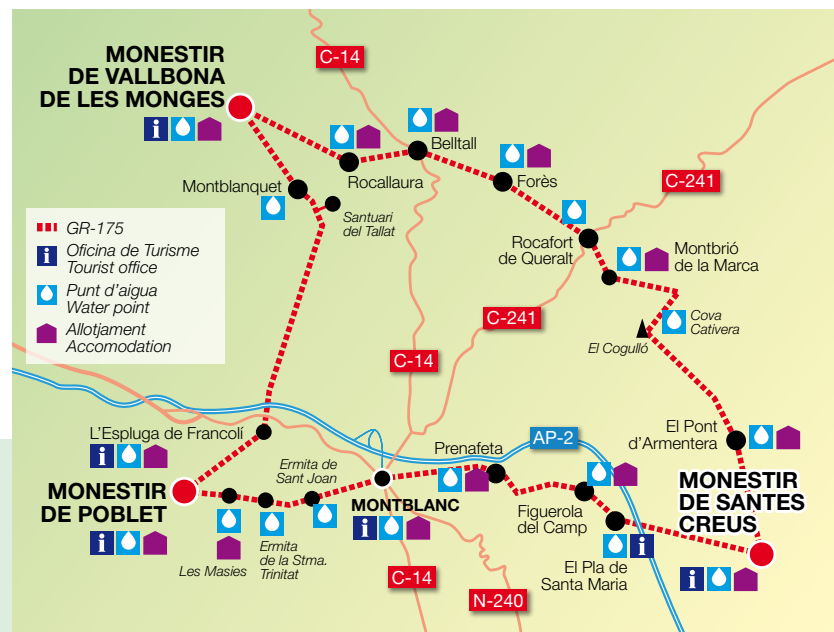 C-14
MONESTIR
DE VALLBONA
DE LES MONGES
i
Belltall
Rocallaura
Forès
C-241
Montblanquet
Santuari
del Tallat
Rocafort
de Queralt
Montbrió
de la Marca
GR-175
i
Oficina de Turisme
Tourist office
Punt d'aigua
Water point
Allotjament
Accomodation
C-241
Cova
Cativera
El Cogulló
C-14
L'Espluga de Francolí
i
El Pont
d'Armentera
Prenafeta
AP-2
Ermita de
Sant Joan
MONESTIR
DE POBLET
i
MONTBLANC
i
MONESTIR
DE SANTES
CREUS
i
Figuerola
del Camp
Les Masies
Ermita
de la Stma.
Trinitat
i
El Pla de
Santa Maria
C-14
N-240